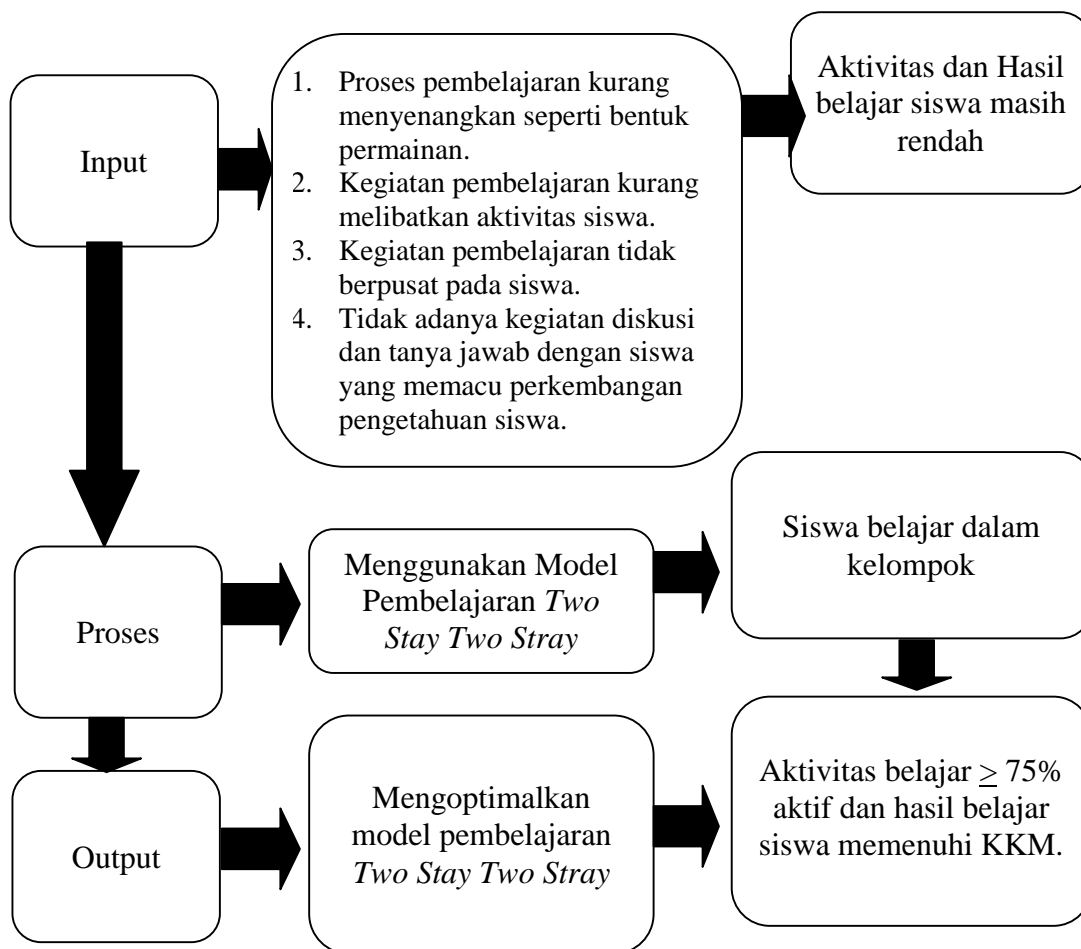 Input
1. Proses pembelajaran kurang
menyenangkan seperti bentuk
permainan.
2. Kegiatan pembelajaran kurang
melibatkan aktivitas siswa.
3. Kegiatan pembelajaran tidak
berpusat pada siswa.
4. Tidak adanya kegiatan diskusi
dan tanya jawab dengan siswa
yang memacu perkembangan
pengetahuan siswa.
Aktivitas dan Hasil
belajar siswa masih
rendah
Proses
Menggunakan Model
Pembelajaran Two
Stay Two Stray
Siswa belajar dalam
kelompok
Output
Mengoptimalkan
model pembelajaran
Two Stay Two Stray
Aktivitas belajar ≥ 75%
aktif dan hasil belajar
siswa memenuhi KKM.